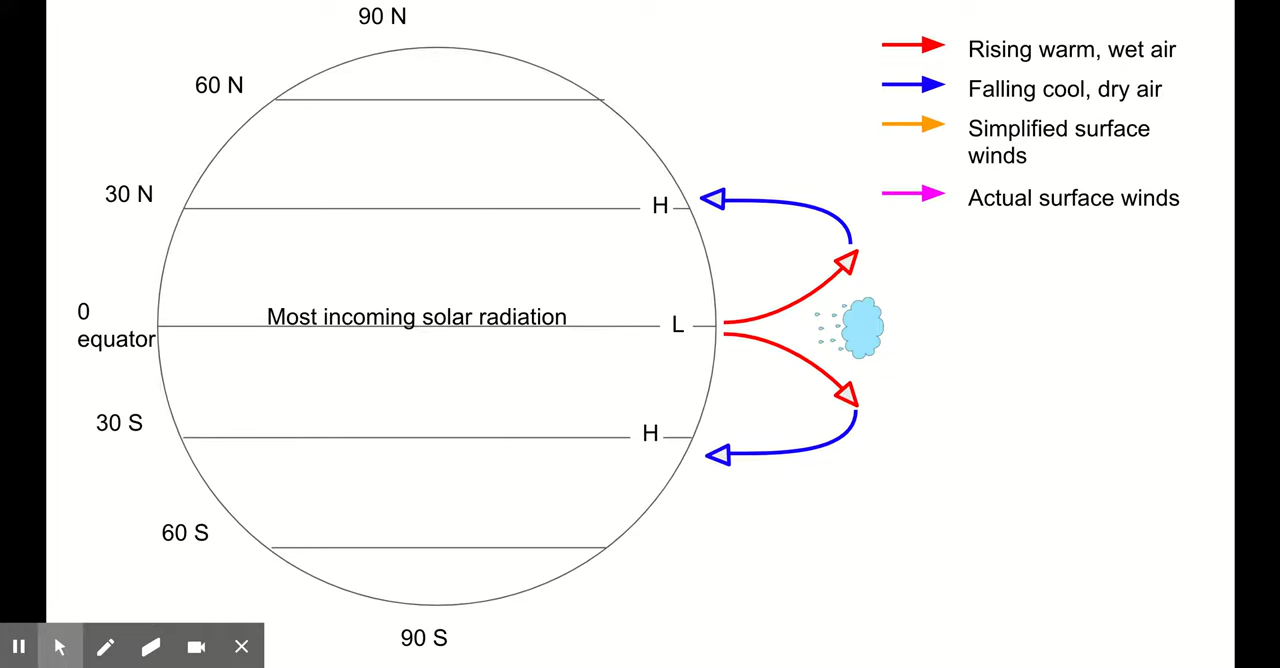 90 N
60 N
30 N
H
0
equator
Most incoming solar radiation
L
30 S
H
60 S
90 S
Rising warm, wet air
Falling cool, dry air
Simplified surface
winds
Actual surface winds